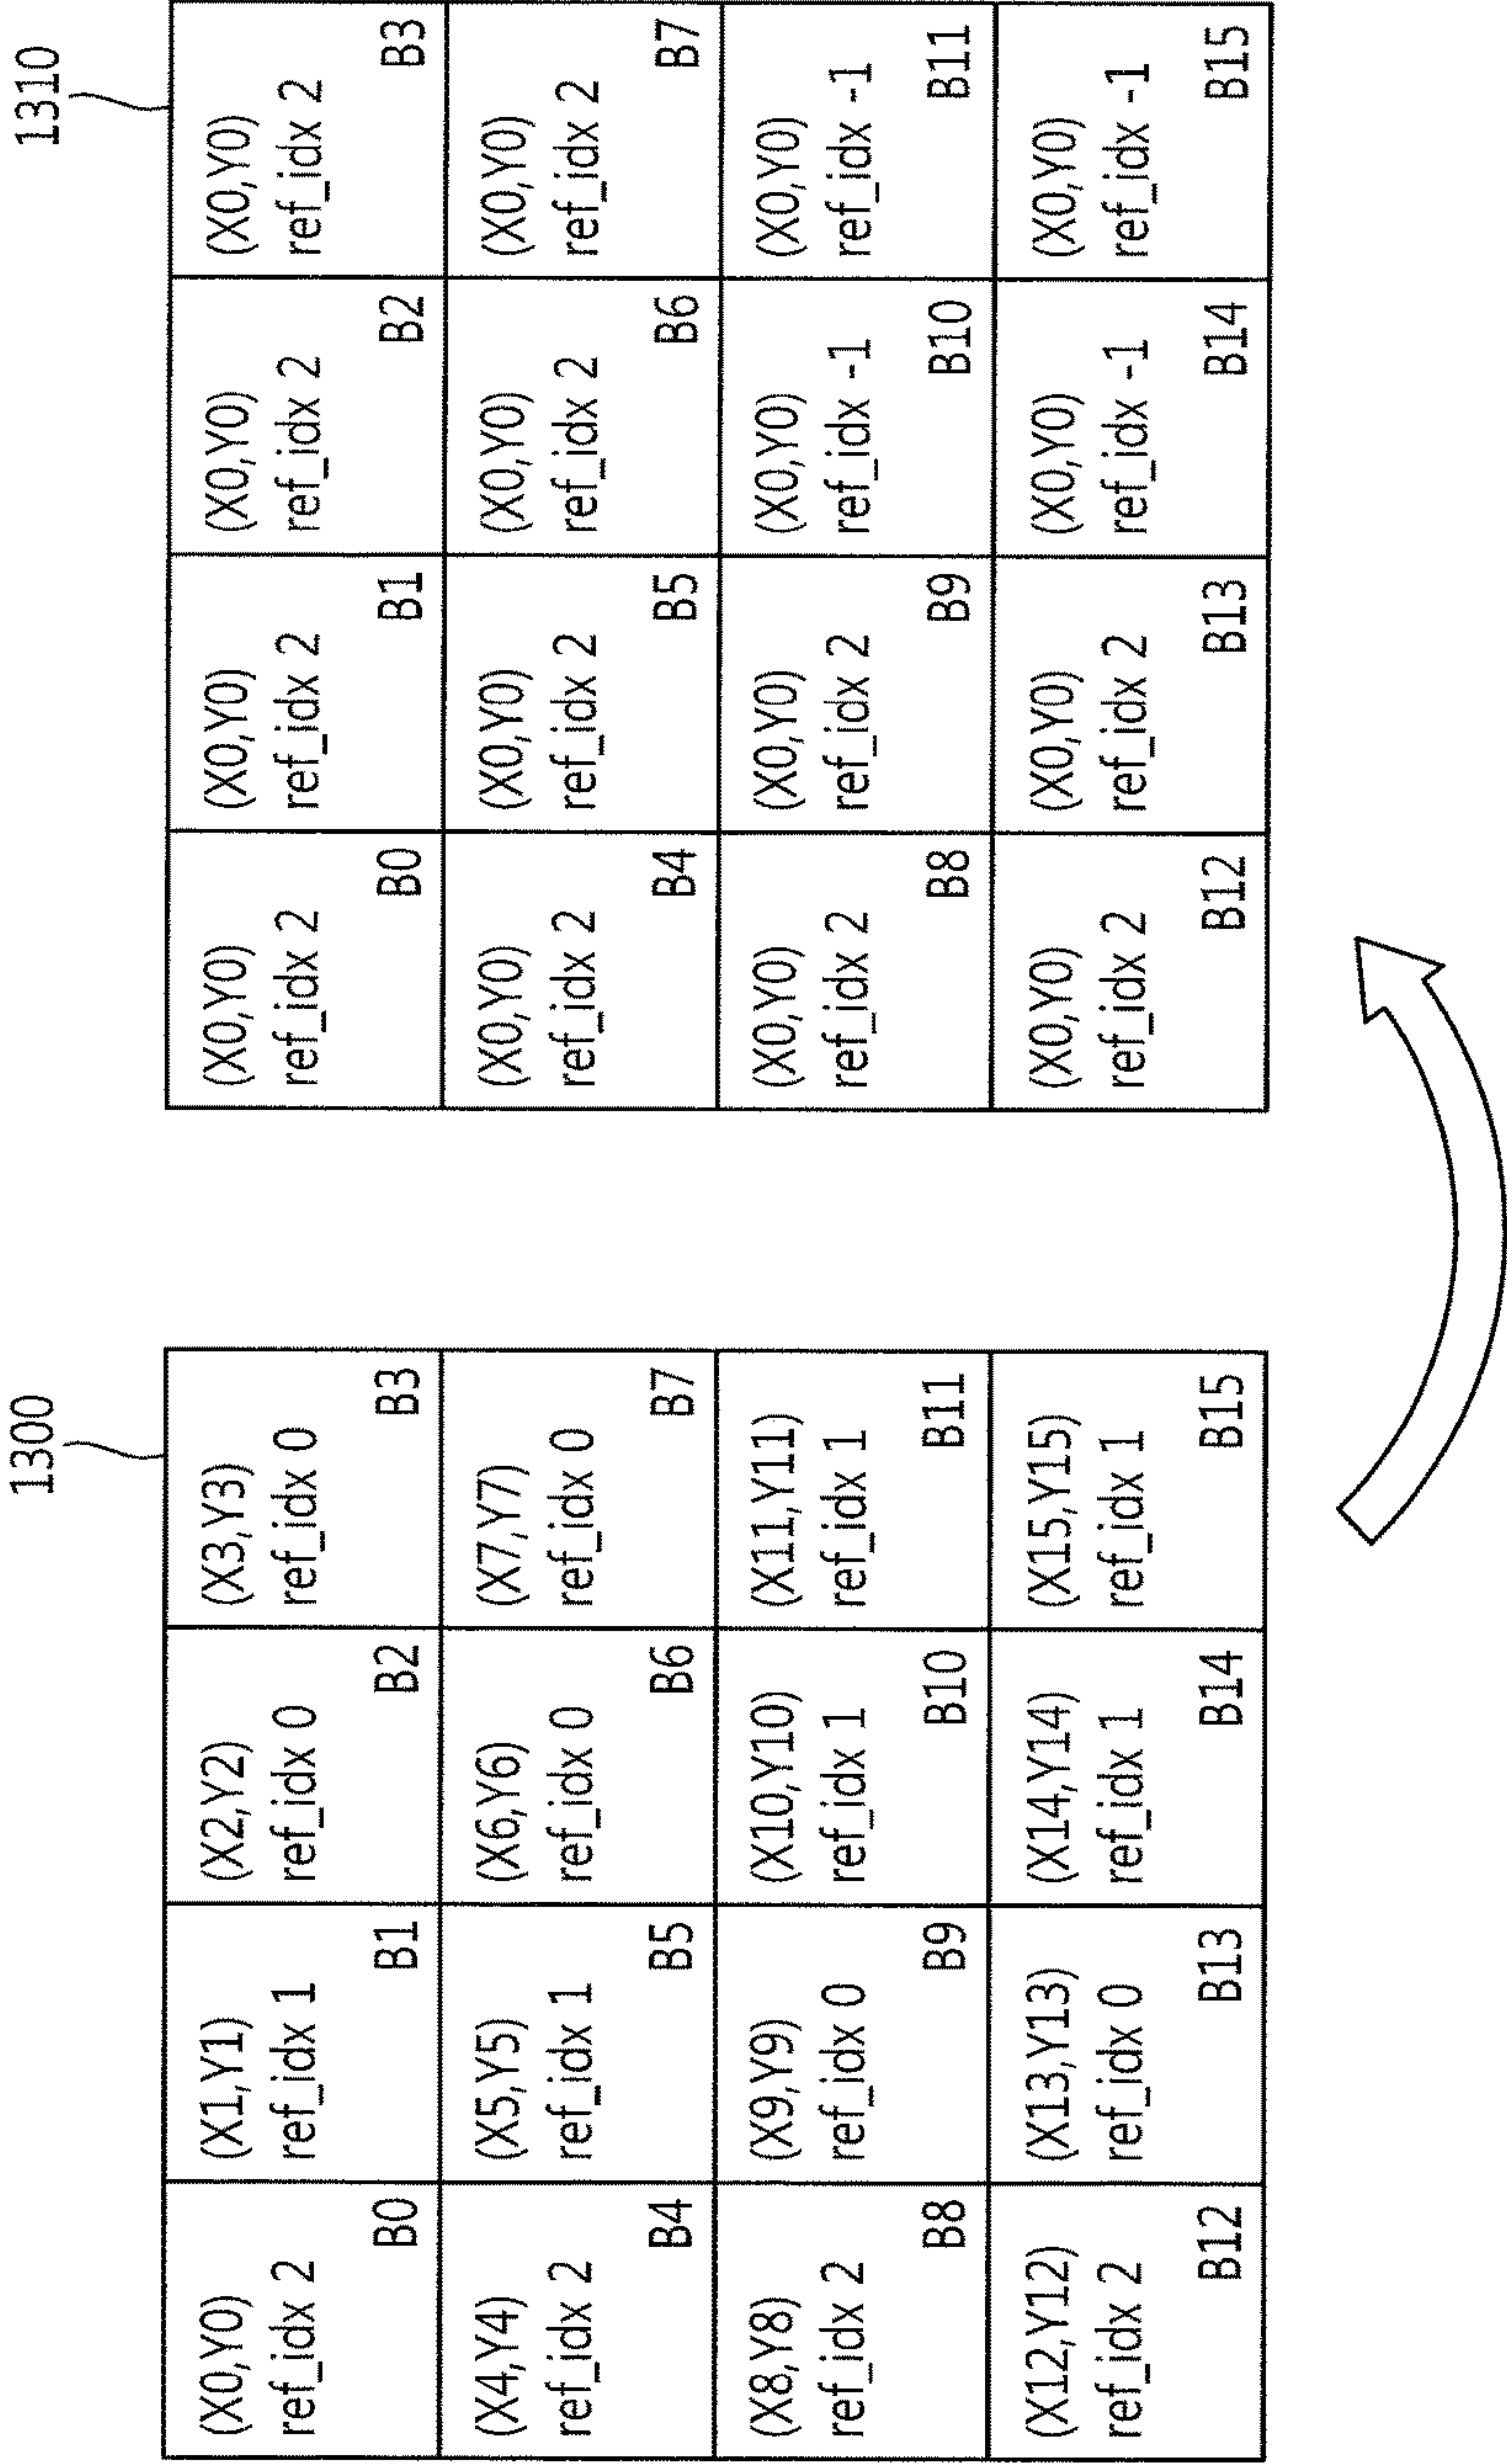 1300
(X0,Y0)
ref_idx 2
B0
(X1,Y1)
ref_idx 1
B1
(X2,Y2)
ref_idx 0
B2
(X3,Y3)
ref_idx 0
B3
(X4,Y4)
ref_idx 2
B4
(X5,Y5)
ref_idx 1
B5
(X6,Y6)
ref_idx 0
B6
(X7,Y7)
ref_idx 0
B7
(X8,Y8)
ref_idx 2
B8
(X9,Y9)
ref_idx 0
B9
(X10,Y10)
ref_idx 1
B10
(X11,Y11)
ref_idx 1
B11
(X12,Y12)
ref_idx 2
B12
(X13,Y13)
ref_idx 0
B13
(X14,Y14)
ref_idx 1
B14
(X15,Y15)
ref_idx 1
B15
1310
(X0,Y0)
ref_idx 2
B0
(X0,Y0)
ref_idx 2
B1
(X0,Y0)
ref_idx 2
B2
(X0,Y0)
ref_idx 2
B3
(X0,Y0)
ref_idx 2
B4
(X0,Y0)
ref_idx 2
B5
(X0,Y0)
ref_idx 2
B6
(X0,Y0)
ref_idx 2
B7
(X0,Y0)
ref_idx 2
B8
(X0,Y0)
ref_idx 2
B9
(X0,Y0)
ref_idx -1
B10
(X0,Y0)
ref_idx -1
B11
(X0,Y0)
ref_idx 2
B12
(X0,Y0)
ref_idx 2
B13
(X0,Y0)
ref_idx -1
B14
(X0,Y0)
ref_idx -1
B15